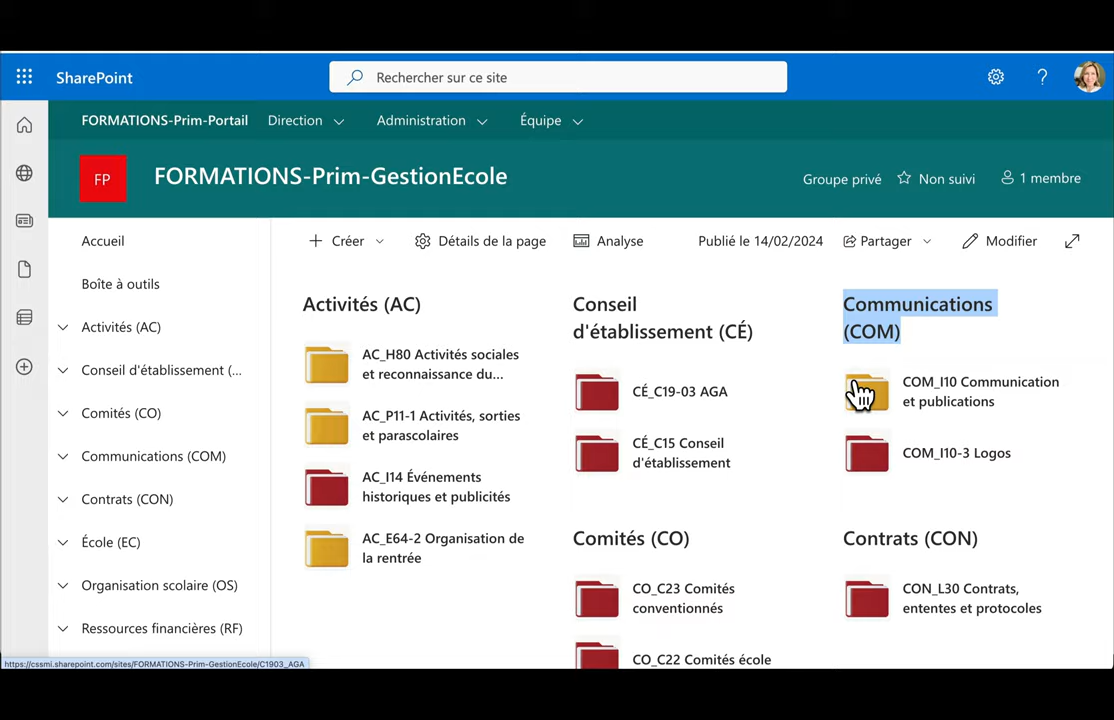 SharePoint
Rechercher sur ce site
?
FORMATIONS-Prim-Portail
Direction
Administration
Équipe
FP
FORMATIONS-Prim-GestionEcole
Groupe privé
Non suivi
1 membre
Accueil
Boîte à outils
Activités (AC)
Conseil d'établissement (...
Comités (CO)
Communications (COM)
Contrats (CON)
École (EC)
Organisation scolaire (OS)
Ressources financières (RF)
Créer
Détails de la page
Analyse
Publié le 14/02/2024
Partager
Modifier
Activités (AC)
AC_H80 Activités sociales
et reconnaissance du...
AC_P11-1 Activités, sorties
et parascolaires
AC_I14 Événements
historiques et publicités
AC_E64-2 Organisation de
la rentrée
Conseil
d'établissement (CÉ)
CÉ_C19-03 AGA
CÉ_C15 Conseil
d'établissement
Comités (CO)
CO_C23 Comités
conventionnés
CO_C22 Comités école
Communications
(COM)
COM_I10 Communication
et publications
COM_I10-3 Logos
Contrats (CON)
CON_L30 Contrats,
ententes et protocoles
https://cssmi.sharepoint.com/sites/FORMATIONS-Prim-GestionEcole/C1903_AGA